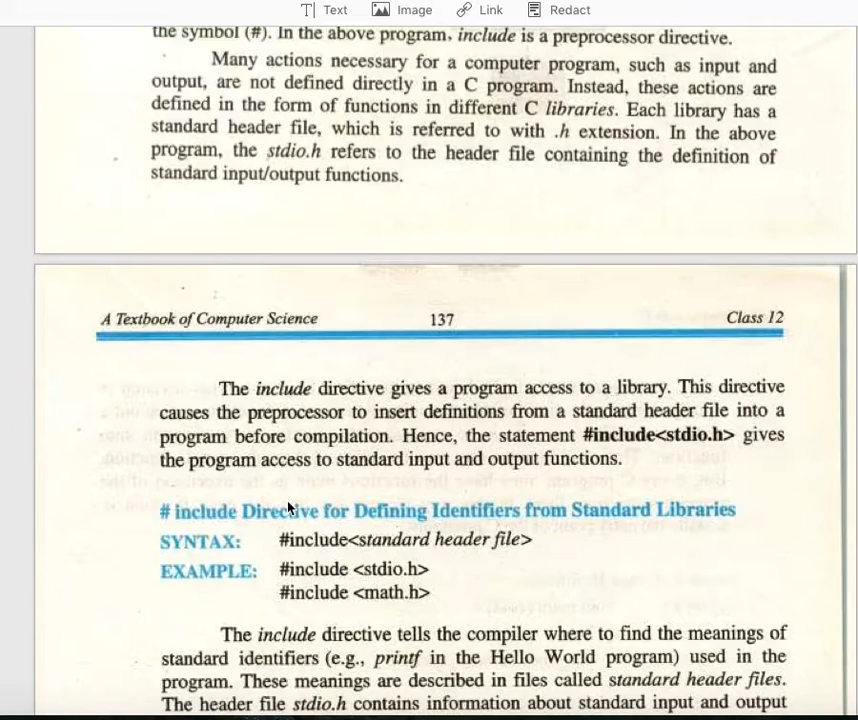 Text Image Link Redact
the symbol (#). In the above program, include is a preprocessor directive.
Many actions necessary for a computer program, such as input and
output, are not defined directly in a C program. Instead, these actions are
defined in the form of functions in different C libraries. Each library has a
standard header file, which is referred to with .h extension. In the above
program, the stdio.h refers to the header file containing the definition of
standard input/output functions.
A Textbook of Computer Science 137 Class 12
The include directive gives a program access to a library. This directive
causes the preprocessor to insert definitions from a standard header file into a
program before compilation. Hence, the statement #include<stdio.h> gives
the program access to standard input and output functions.
# include Directive for Defining Identifiers from Standard Libraries
SYNTAX: #include<standard header file>
EXAMPLE: #include <stdio.h>
#include <math.h>
The include directive tells the compiler where to find the meanings of
standard identifiers (e.g., printf in the Hello World program) used in the
program. These meanings are described in files called standard header files.
The header file stdio.h contains information about standard input and output